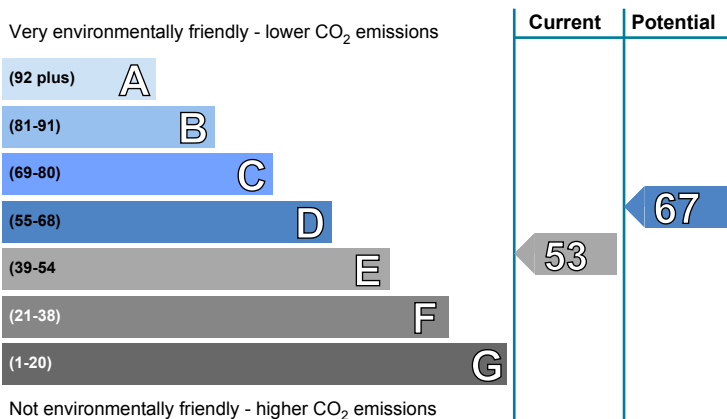 Very environmentally friendly - lower CO₂ emissions
Current
Potential
(92 plus) A
(81-91) B
(69-80) C
(55-68) D
67
(39-54 E
53
(21-38) F
(1-20) G
Not environmentally friendly - higher CO₂ emissions